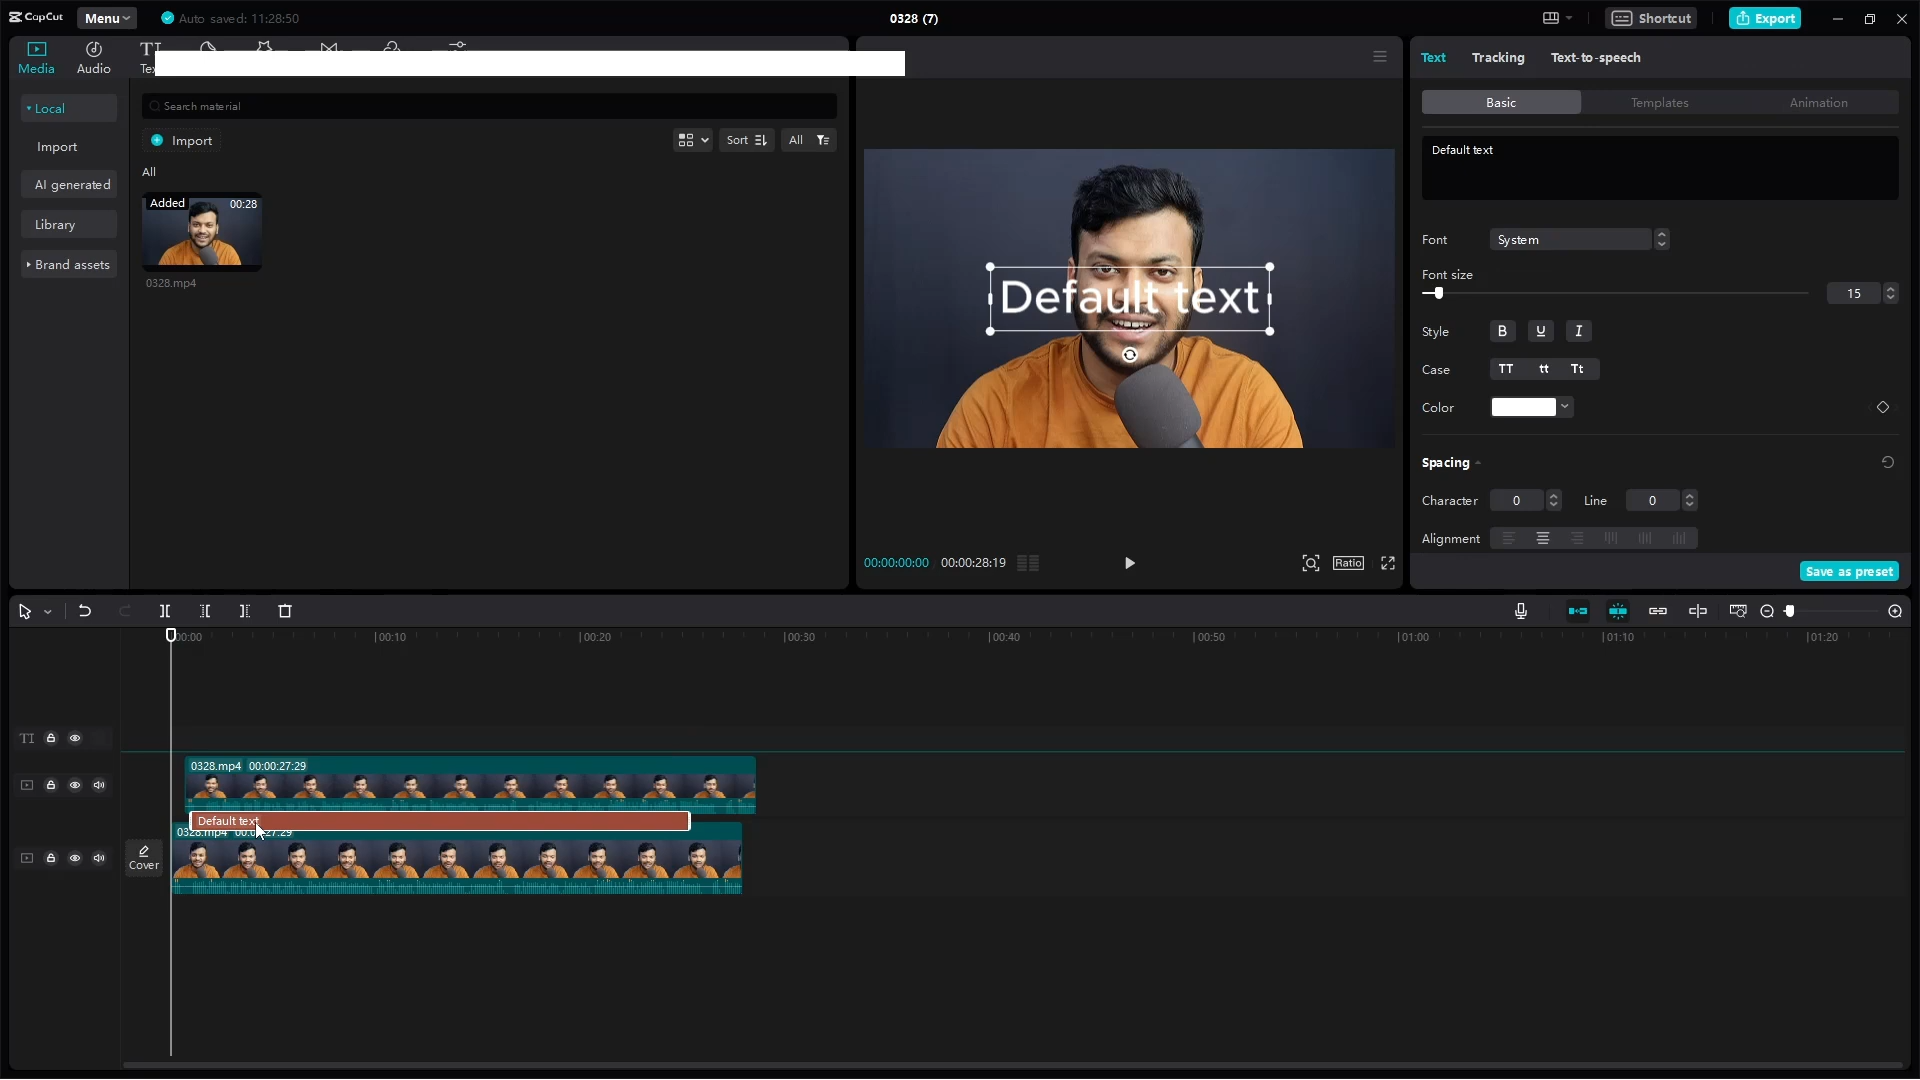 CapCut
Menu
Auto saved: 11:28:50
0328 (7)
Shortcut
Export
Media
Audio
Local
Import
AI generated
Library
Brand assets
Search material
Import
Sort
All
All
Added
00:28
0328.mp4
Default text
00:00:00:00
00:00:28:19
Ratio
Text
Tracking
Text-to-speech
Basic
Templates
Animation
Default text
Font
System
Font size
15
Style
B
U
I
Case
TT
tt
Tt
Color
Spacing
Character
0
Line
0
Alignment
Save as preset
00:00
00:10
00:20
00:30
00:40
00:50
01:00
01:10
01:20
TI
0328.mp4 00:00:27:29
Default text
0328.mp4
Cover